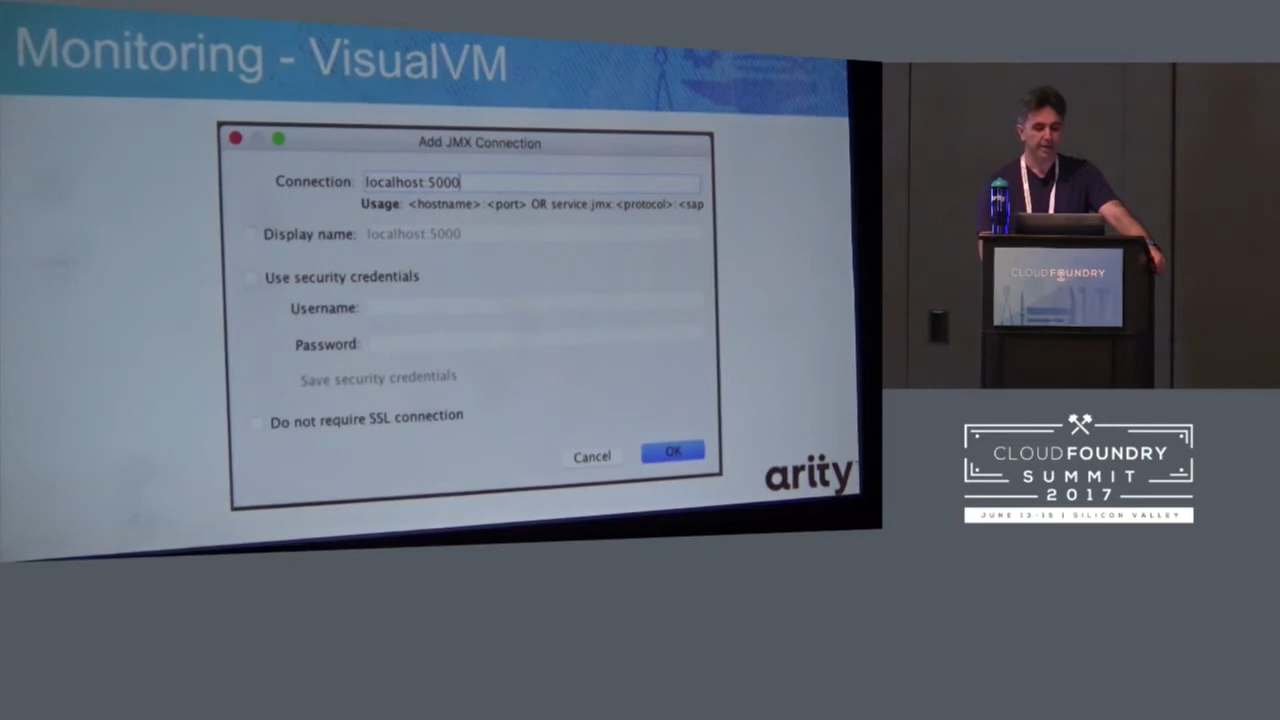 Monitoring - VisualVM
Add JMX Connection
Connection: localhost:5000
Usage: <hostname>:<port> OR service:jmx:<protocol>:<sap
Display name: localhost:5000
Use security credentials
Username:
Password:
Save security credentials
Do not require SSL connection
Cancel OK
arity
arity
CLOUDFOUNDRY
CLOUDFOUNDRY
SUMMIT
2017
JUNE 13-15 | SILICON VALLEY